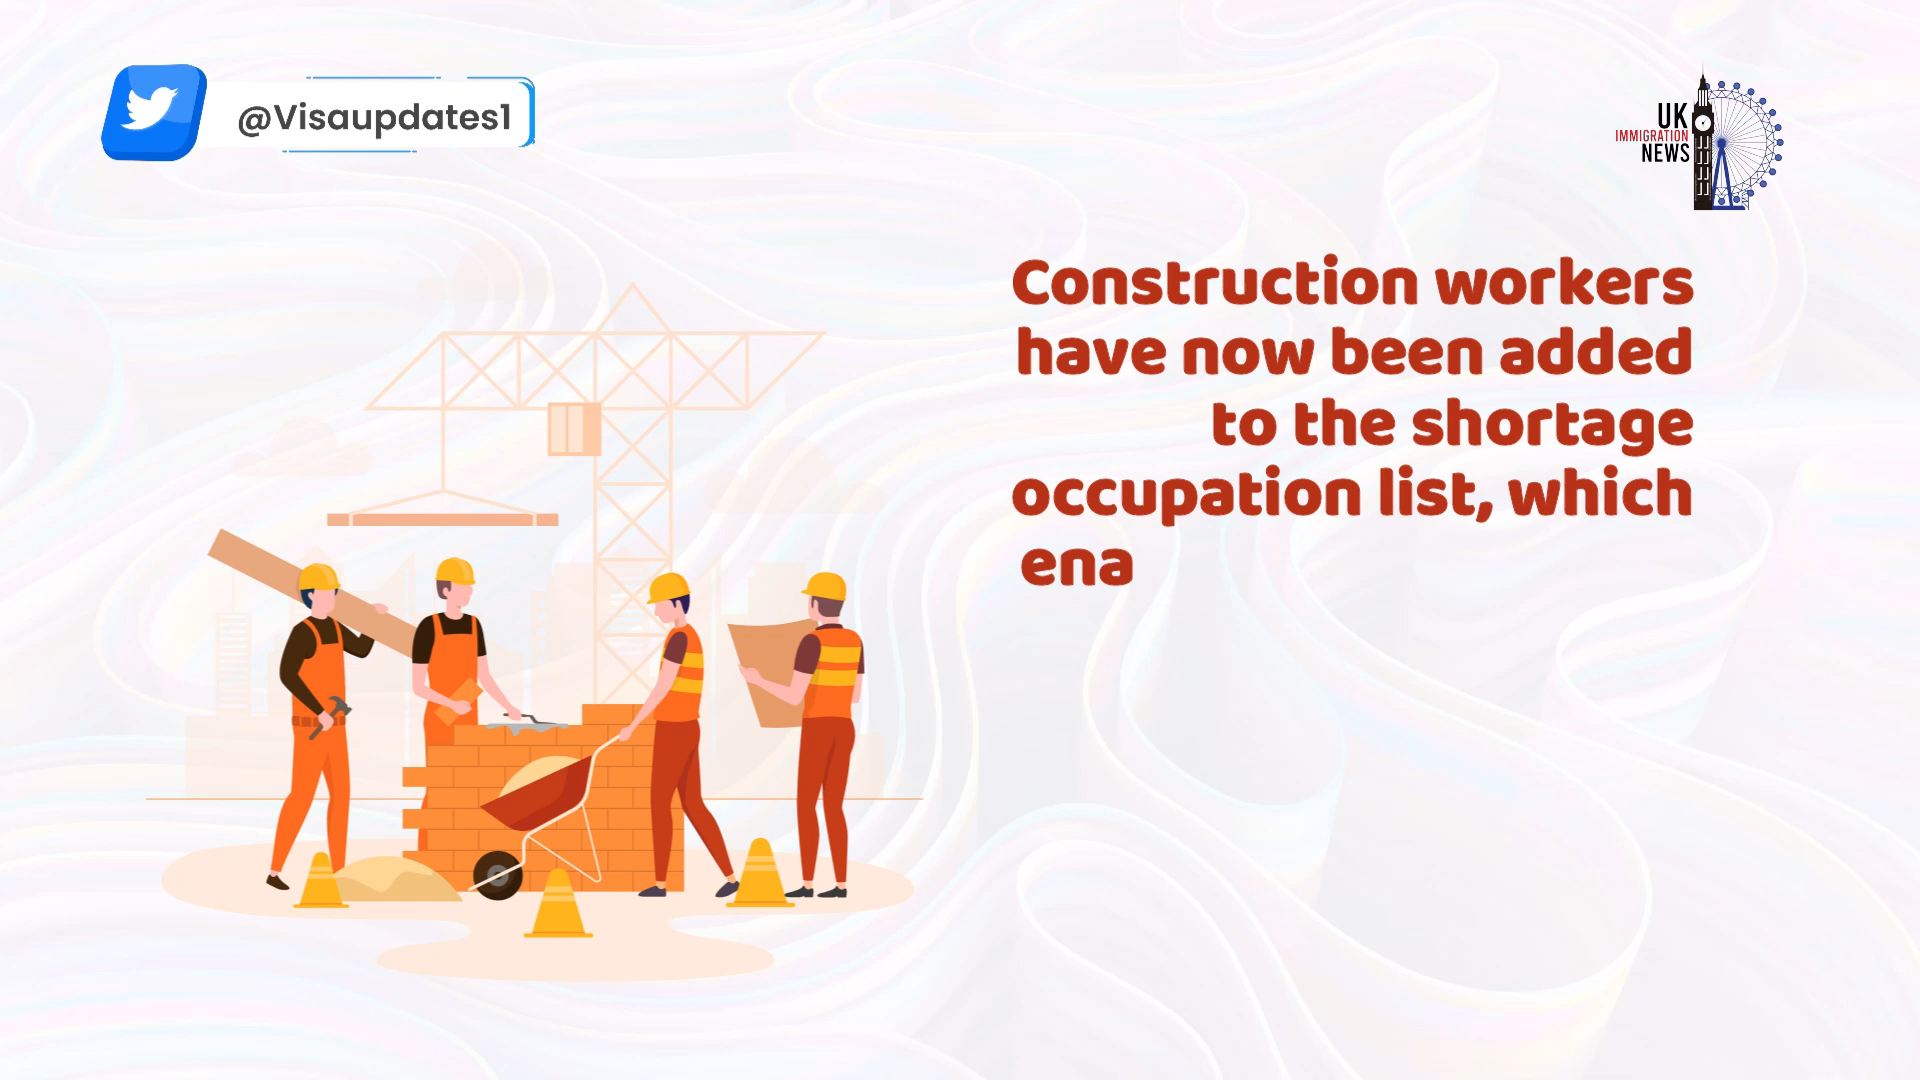 @Visaupdates1
UK
IMMIGRATION
NEWS
Construction workers
have now been added
to the shortage
occupation list, which
ena